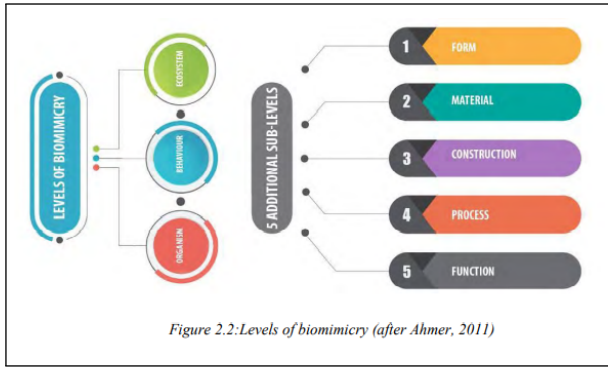 LEVELS OF BIOMIMICRY
ECOSYSTEM
BEHAVIOUR
ORGANISM
5 ADDITIONAL SUB-LEVELS
1 FORM
2 MATERIAL
3 CONSTRUCTION
4 PROCESS
5 FUNCTION
Figure 2.2:Levels of biomimicry (after Ahmer, 2011)